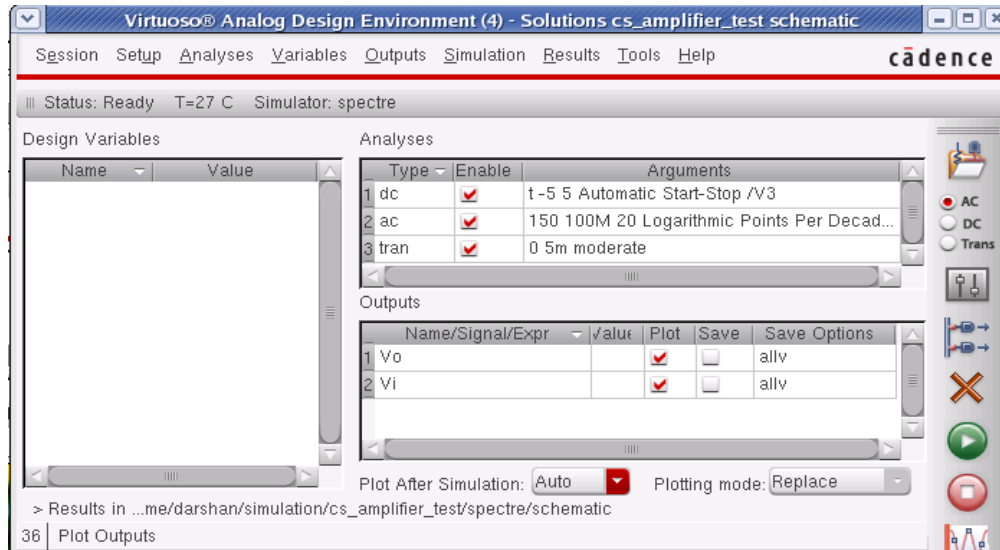 Virtuoso® Analog Design Environment (4) - Solutions cs_amplifier_test schematic
Session Setup Analyses Variables Outputs Simulation Results Tools Help
cādence
Status: Ready T=27 C Simulator: spectre
Design Variables
Name Value
Analyses
Type Enable Arguments
1 dc t -5 5 Automatic Start-Stop /V3
2 ac 150 100M 20 Logarithmic Points Per Decad...
3 tran 0 5m moderate
AC
DC
Trans
Outputs
Name/Signal/Expr Plot Save Save Options
1 Vo allv
2 Vi allv
Plot After Simulation: Auto Plotting mode: Replace
> Results in ...me/darshan/simulation/cs_amplifier_test/spectre/schematic
36 Plot Outputs